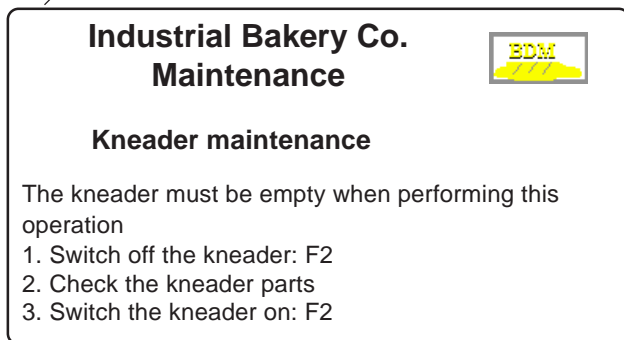 Industrial Bakery Co.
Maintenance
EDM
Kneader maintenance
The kneader must be empty when performing this
operation
1. Switch off the kneader: F2
2. Check the kneader parts
3. Switch the kneader on: F2